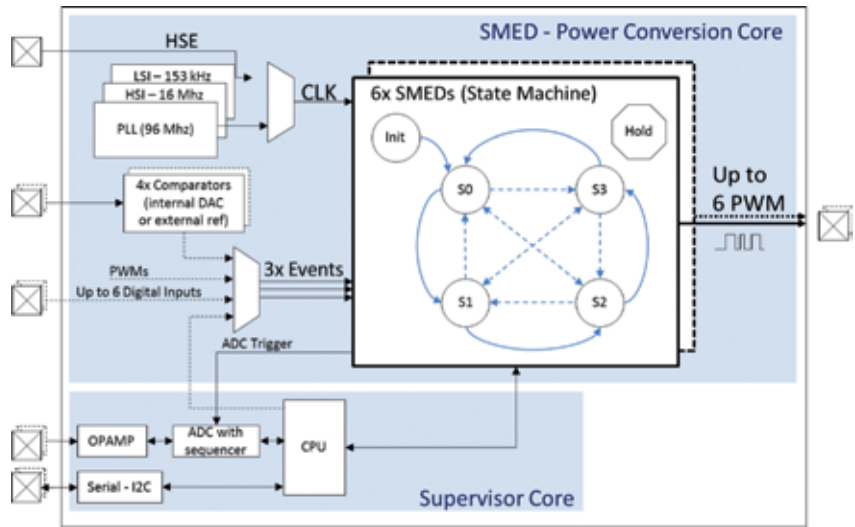 HSE
SMED - Power Conversion Core
LSI – 153 kHz
HSI – 16 Mhz
PLL (96 Mhz)
CLK
6x SMEDs (State Machine)
Init
Hold
S0
S3
S1
S2
4x Comparators
(internal DAC
or external ref)
Up to
6 PWM
PWMs
3x Events
Up to 6 Digital Inputs
ADC Trigger
OPAMP
ADC with
sequencer
CPU
Serial - I2C
Supervisor Core